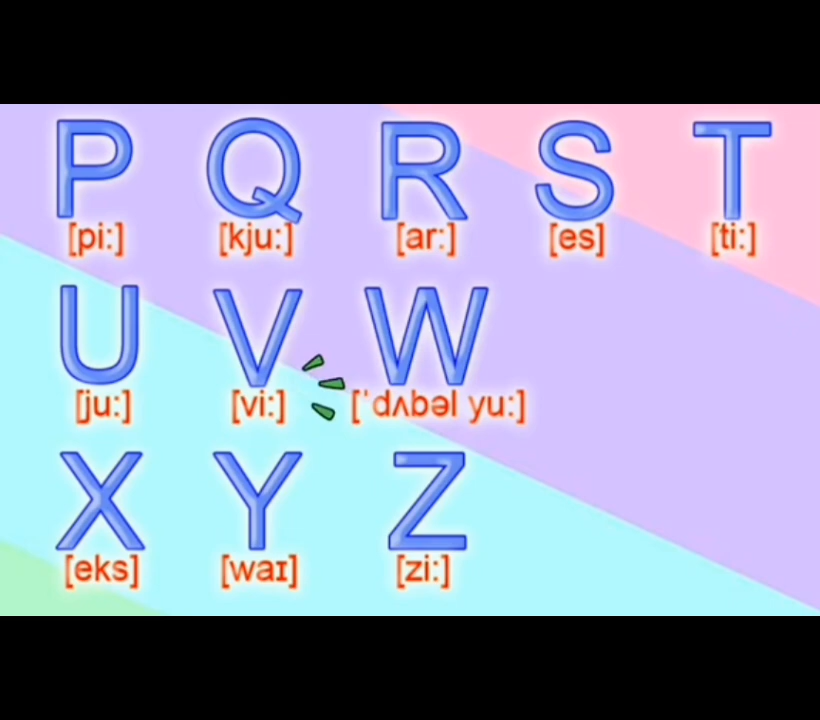 P Q R S T
[pi:] [kju:] [ar:] [es] [ti:]
U V W
[ju:] [vi:] [ˈdʌbəl yu:]
X Y Z
[eks] [waɪ] [zi:]